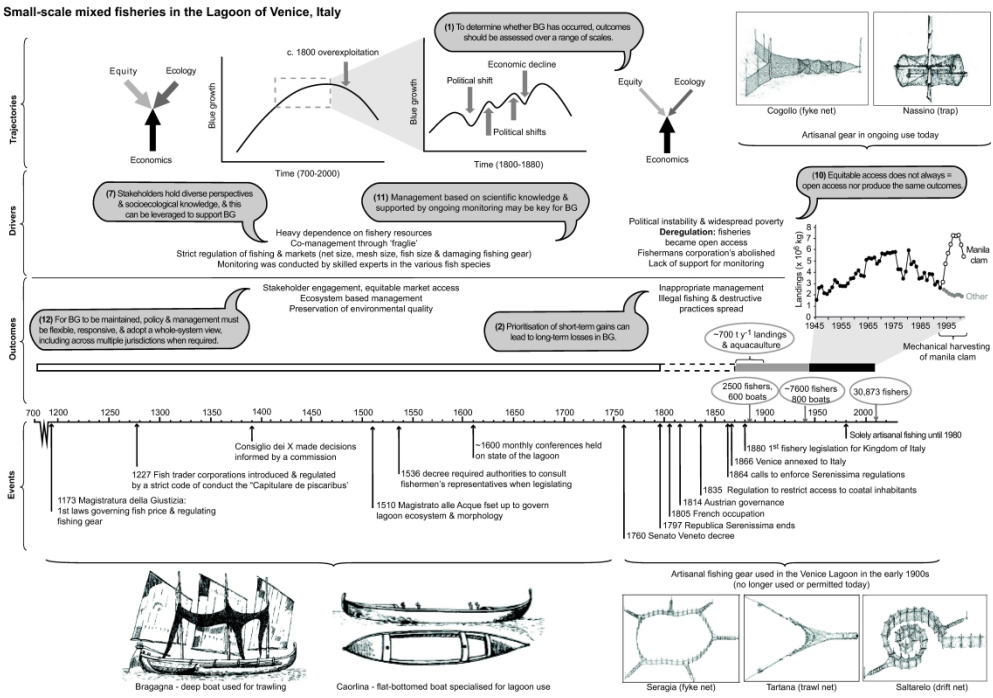 Small-scale mixed fisheries in the Lagoon of Venice, Italy
Trajectories
Equity
Ecology
Economics
Blue growth
c. 1800 overexploitation
Time (700-2000)
(1) To determine whether BG has occurred, outcomes
should be assessed over a range of scales.
Blue growth
Political shift
Economic decline
Political shifts
Time (1800-1880)
Equity
Ecology
Economics
Cogollo (fyke net)
Nassino (trap)
Artisanal gear in ongoing use today
Drivers
(7) Stakeholders hold diverse perspectives
& socioecological knowledge, & this
can be leveraged to support BG
(11) Management based on scientific knowledge &
supported by ongoing monitoring may be key for BG
Heavy dependence on fishery resources
Co-management through 'fraglie'
Strict regulation of fishing & markets (net size, mesh size, fish size & damaging fishing gear)
Monitoring was conducted by skilled experts in the various fish species
Political instability & widespread poverty
Deregulation: fisheries
became open access
Fishermans corporation's abolished
Lack of support for monitoring
(10) Equitable access does not always =
open access nor produce the same outcomes.
Landings (x 10⁶ kg)
8
7
6
5
4
3
2
1
0
1945 1955 1965 1975 1985 1995
Manila
clam
Other
Mechanical harvesting
of manila clam
Outcomes
(12) For BG to be maintained, policy & management must
be flexible, responsive, & adopt a whole-system view,
including across multiple jurisdictions when required.
Stakeholder engagement, equitable market access
Ecosystem based management
Preservation of environmental quality
(2) Prioritisation of short-term gains can
lead to long-term losses in BG.
Inappropriate management
Illegal fishing & destructive
practices spread
~700 t y⁻¹ landings
& aquaculture
2500 fishers,
600 boats
~7600 fishers
800 boats
30,873 fishers
700 1200 1300 1400 1500 1600 1700 1800 1850 1900 1950 2000
Events
1173 Magistratura della Giustizia:
1st laws governing fish price & regulating
fishing gear
1227 Fish trader corporations introduced & regulated
by a strict code of conduct the "Capitulare de piscaribus'
Consiglio dei X made decisions
informed by a commission
1510 Magistrato alle Acque fset up to govern
lagoon ecosystem & morphology
1536 decree required authorities to consult
fishermen's representatives when legislating
~1600 monthly conferences held
on state of the lagoon
Solely artisanal fishing until 1980
1880 1st fishery legislation for Kingdom of Italy
1866 Venice annexed to Italy
1864 calls to enforce Serenissima regulations
1835 Regulation to restrict access to coatal inhabitants
1814 Austrian governance
1805 French occupation
1797 Republica Serenissima ends
1760 Senato Veneto decree
Bragagna - deep boat used for trawling
Caorlina - flat-bottomed boat specialised for lagoon use
Artisanal fishing gear used in the Venice Lagoon in the early 1900s
(no longer used or permitted today)
Seragia (fyke net)
Tartana (trawl net)
Saltarelo (drift net)